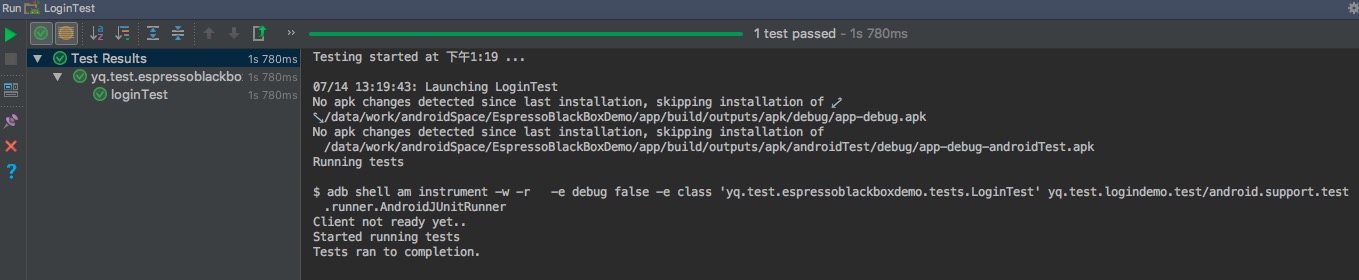 Run LoginTest
1 test passed - 1s 780ms
Test Results 1s 780ms
yq.test.espressoblackbo 1s 780ms
loginTest 1s 780ms
Testing started at 下午1:19 ...
07/14 13:19:43: Launching LoginTest
No apk changes detected since last installation, skipping installation of
/data/work/androidSpace/EspressoBlackBoxDemo/app/build/outputs/apk/debug/app-debug.apk
No apk changes detected since last installation, skipping installation of
/data/work/androidSpace/EspressoBlackBoxDemo/app/build/outputs/apk/androidTest/debug/app-debug-androidTest.apk
Running tests
$ adb shell am instrument -w -r   -e debug false -e class 'yq.test.espressoblackboxdemo.tests.LoginTest' yq.test.logindemo.test/android.support.test
.runner.AndroidJUnitRunner
Client not ready yet..
Started running tests
Tests ran to completion.